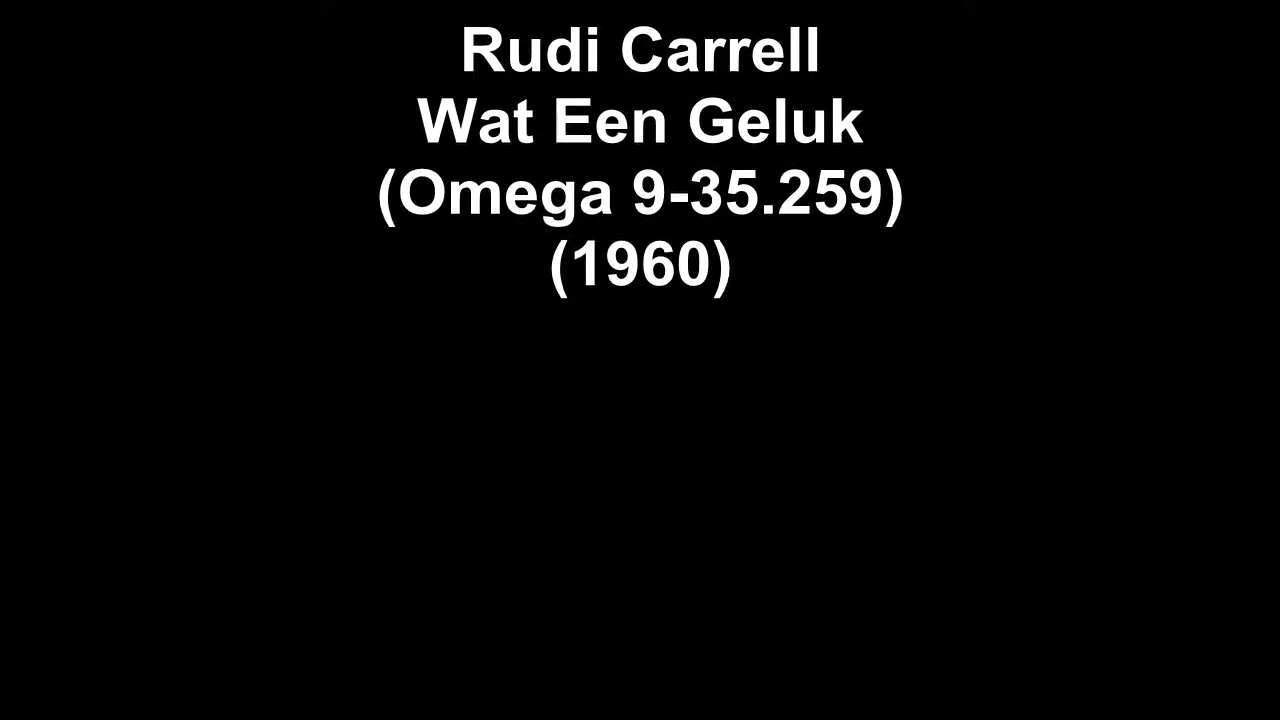 Rudi Carrell
Wat Een Geluk
(Omega 9-35.259)
(1960)